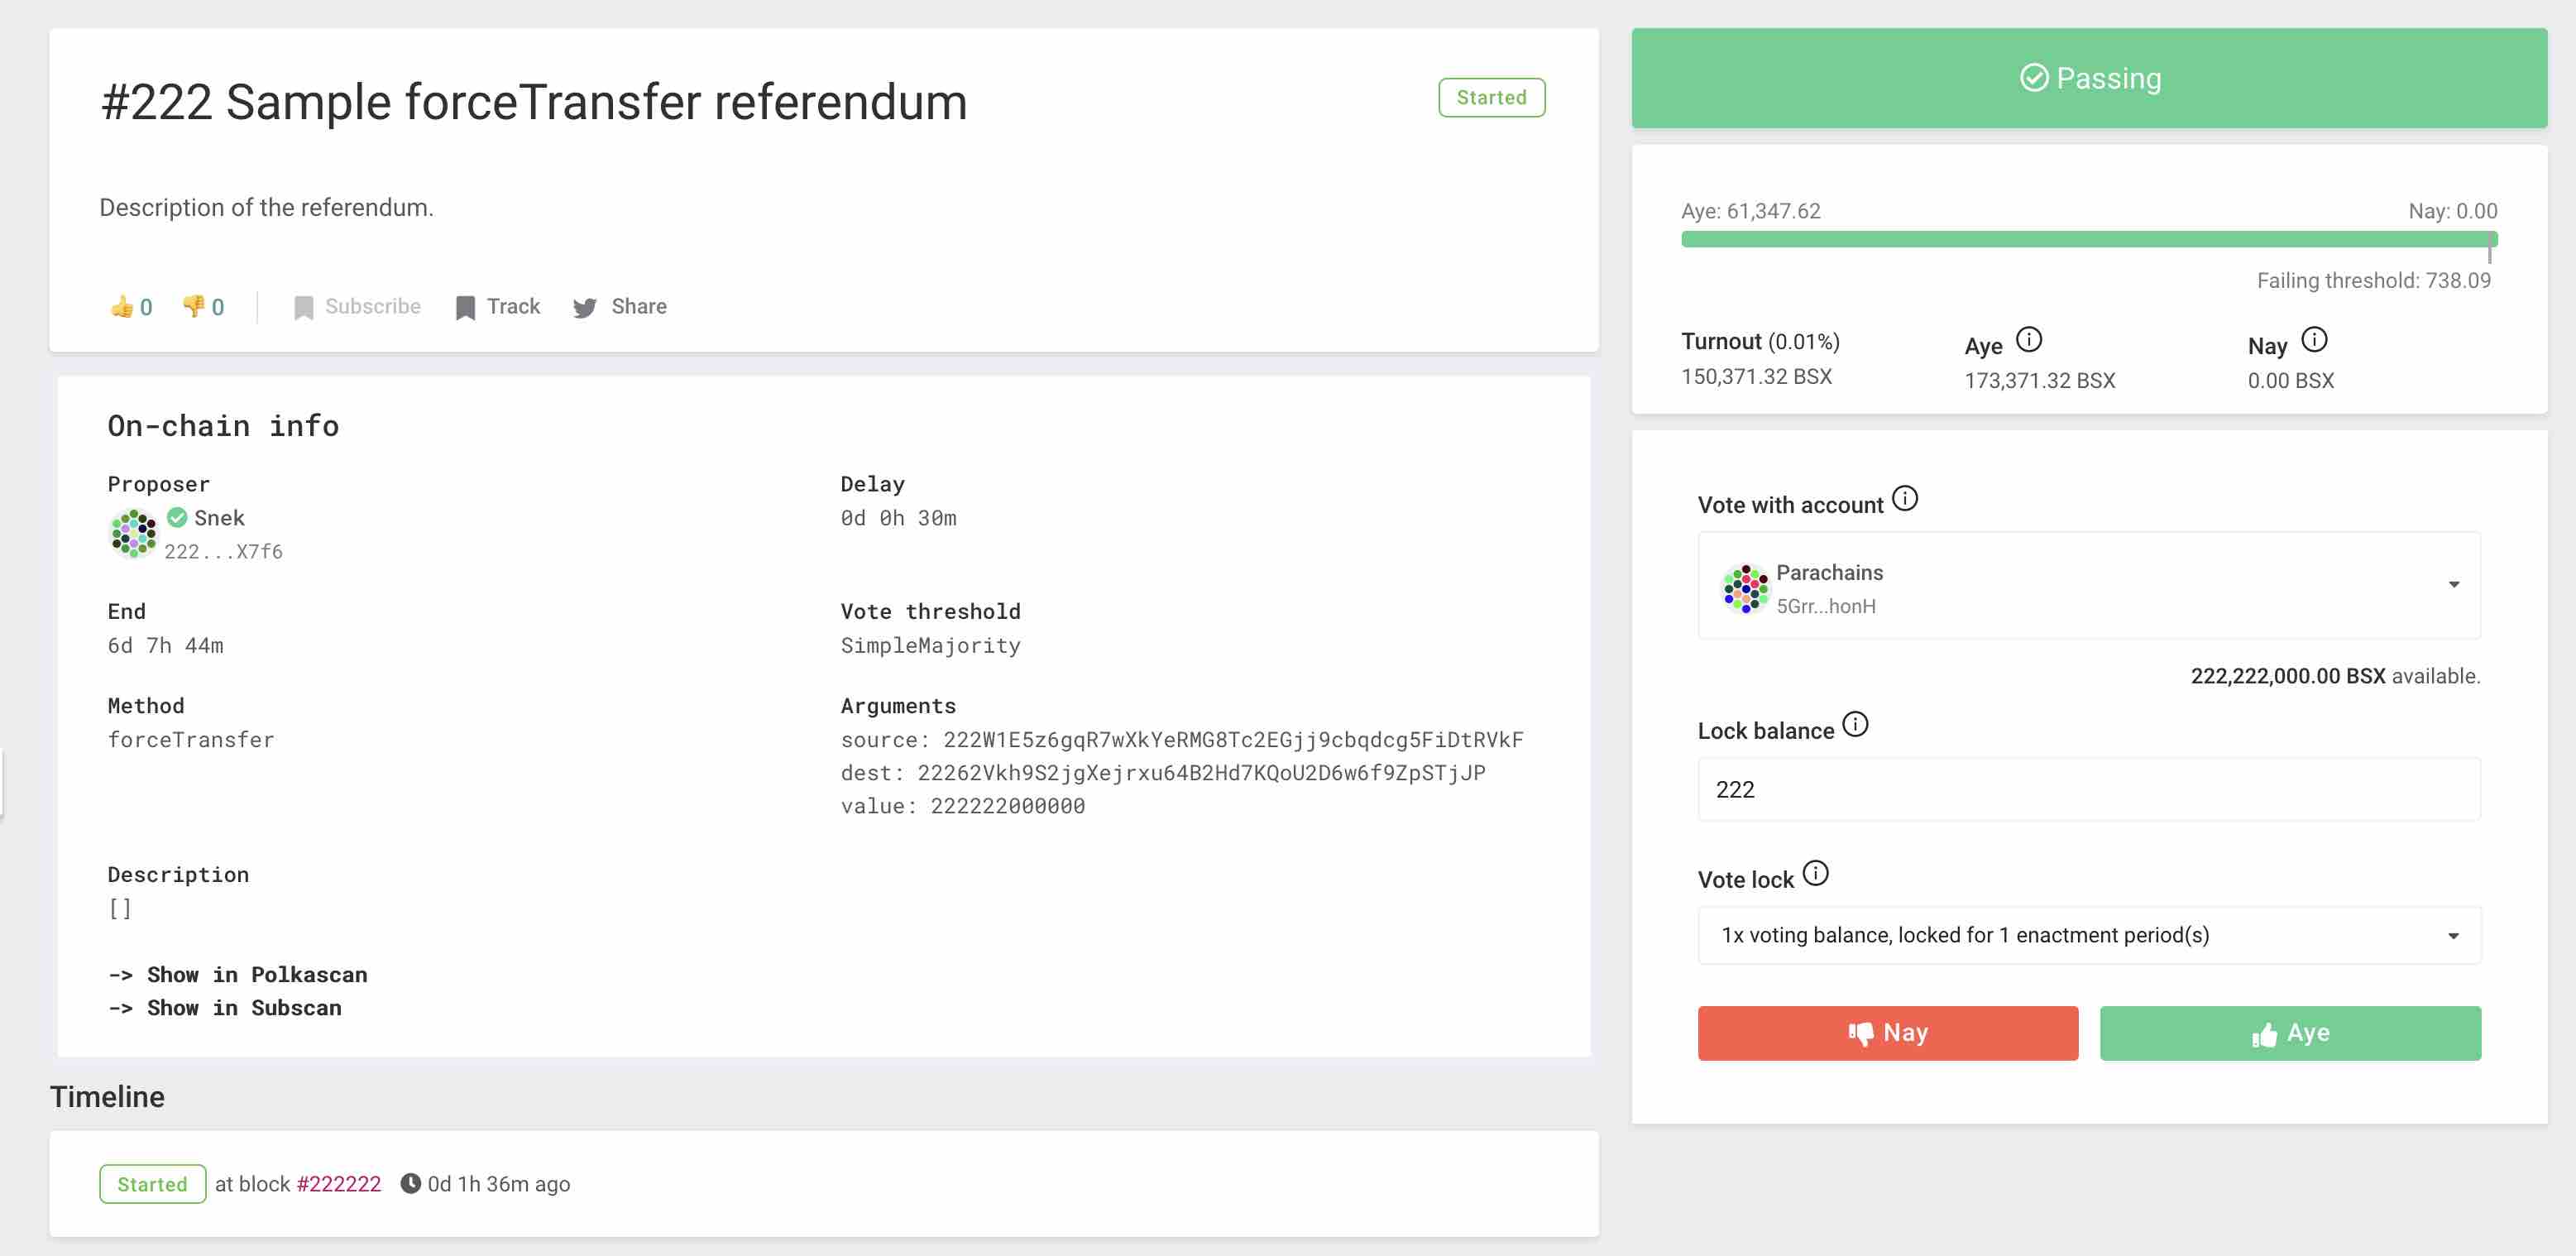 #222 Sample forceTransfer referendum
Started
Description of the referendum.
👍 0 👎 0 Subscribe Track Share
On-chain info
Proposer
Snek
222...X7f6
Delay
0d 0h 30m
End
6d 7h 44m
Vote threshold
SimpleMajority
Method
forceTransfer
Arguments
source: 222W1E5z6gqR7wXkYeRMG8Tc2EGjj9cbqdcg5FiDtRVkF
dest: 22262Vkh9S2jgXejrxu64B2Hd7KQoU2D6w6f9ZpSTjJP
value: 222222000000
Description
[]
-> Show in Polkascan
-> Show in Subscan
Timeline
Started at block #222222 0d 1h 36m ago
Passing
Aye: 61,347.62 Nay: 0.00
Failing threshold: 738.09
Turnout (0.01%)
150,371.32 BSX
Aye
173,371.32 BSX
Nay
0.00 BSX
Vote with account
Parachains
5Grr...honH
222,222,000.00 BSX available.
Lock balance
222
Vote lock
1x voting balance, locked for 1 enactment period(s)
Nay
Aye